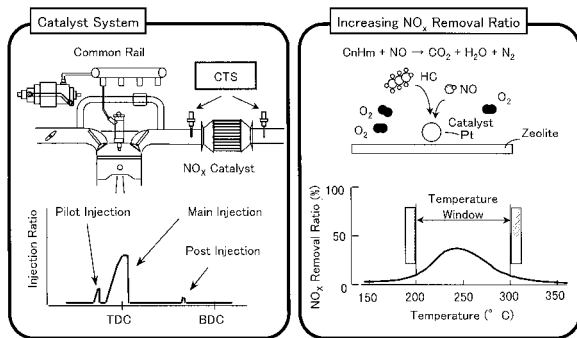 Catalyst System
Common Rail
CTS
NOx Catalyst
Injection Ratio
Pilot Injection
Main Injection
Post Injection
TDC
BDC
Increasing NOx Removal Ratio
CnHm + NO → CO2 + H2O + N2
HC
NO
O2
O2
O2
Catalyst
Pt
Zeolite
NOx Removal Ratio (%)
100
80
50
0
Temperature
Window
150
200
250
300
350
Temperature(° C)